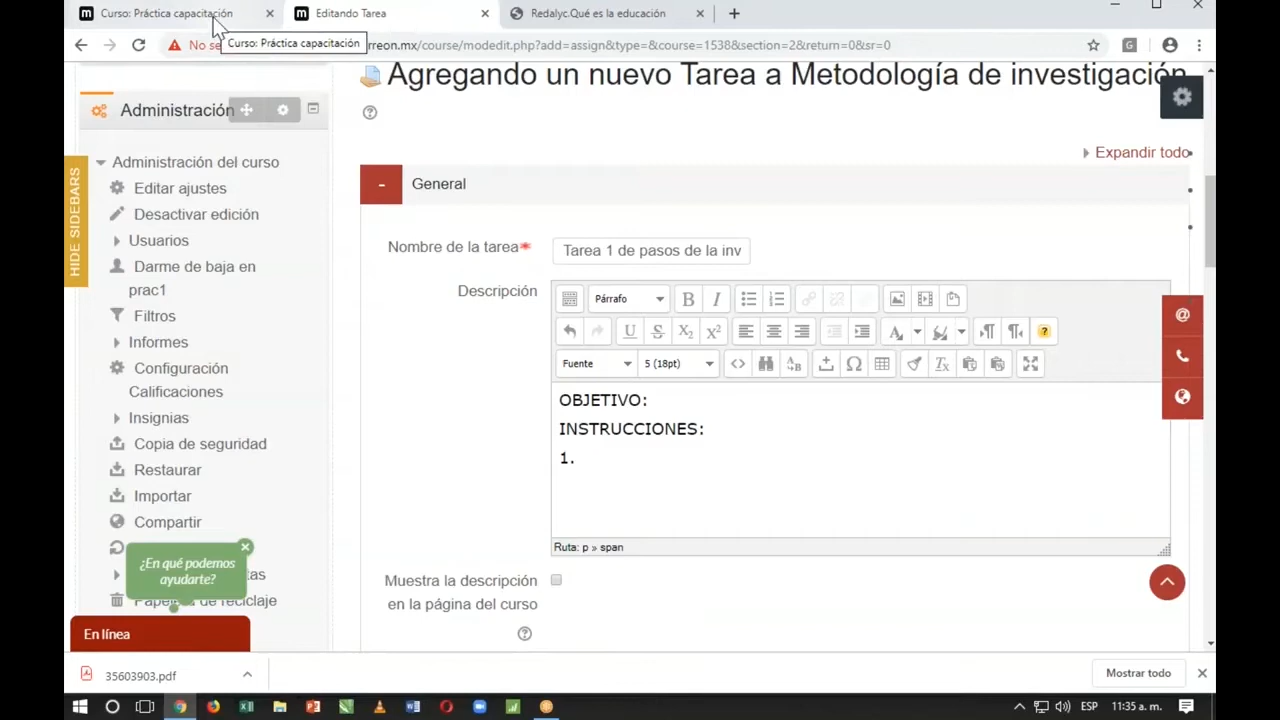 Curso: Práctica capacitación
Editando Tarea
Redalyc.Qué es la educación
No se
Curso: Práctica capacitación
rreon.mx/course/modedit.php?add=assign&type=&course=1538&section=2&return=0&sr=0
Agregando un nuevo Tarea a Metodología de investigación
Administración
Expandir todo
Administración del curso
General
Editar ajustes
Desactivar edición
HIDE SIDEBARS
Usuarios
Nombre de la tarea*
Tarea 1 de pasos de la inv
Darme de baja en
prac1
Descripción
Párrafo
Filtros
Informes
Configuración
Calificaciones
Fuente
5 (18pt)
Insignias
OBJETIVO:
INSTRUCCIONES:
1.
Copia de seguridad
Restaurar
Importar
Compartir
¿En qué podemos
ayudarte?
as
Papelera de reciclaje
Ruta: p » span
Muestra la descripción
en la página del curso
En línea
35603903.pdf
Mostrar todo
ESP
11:35 a. m.